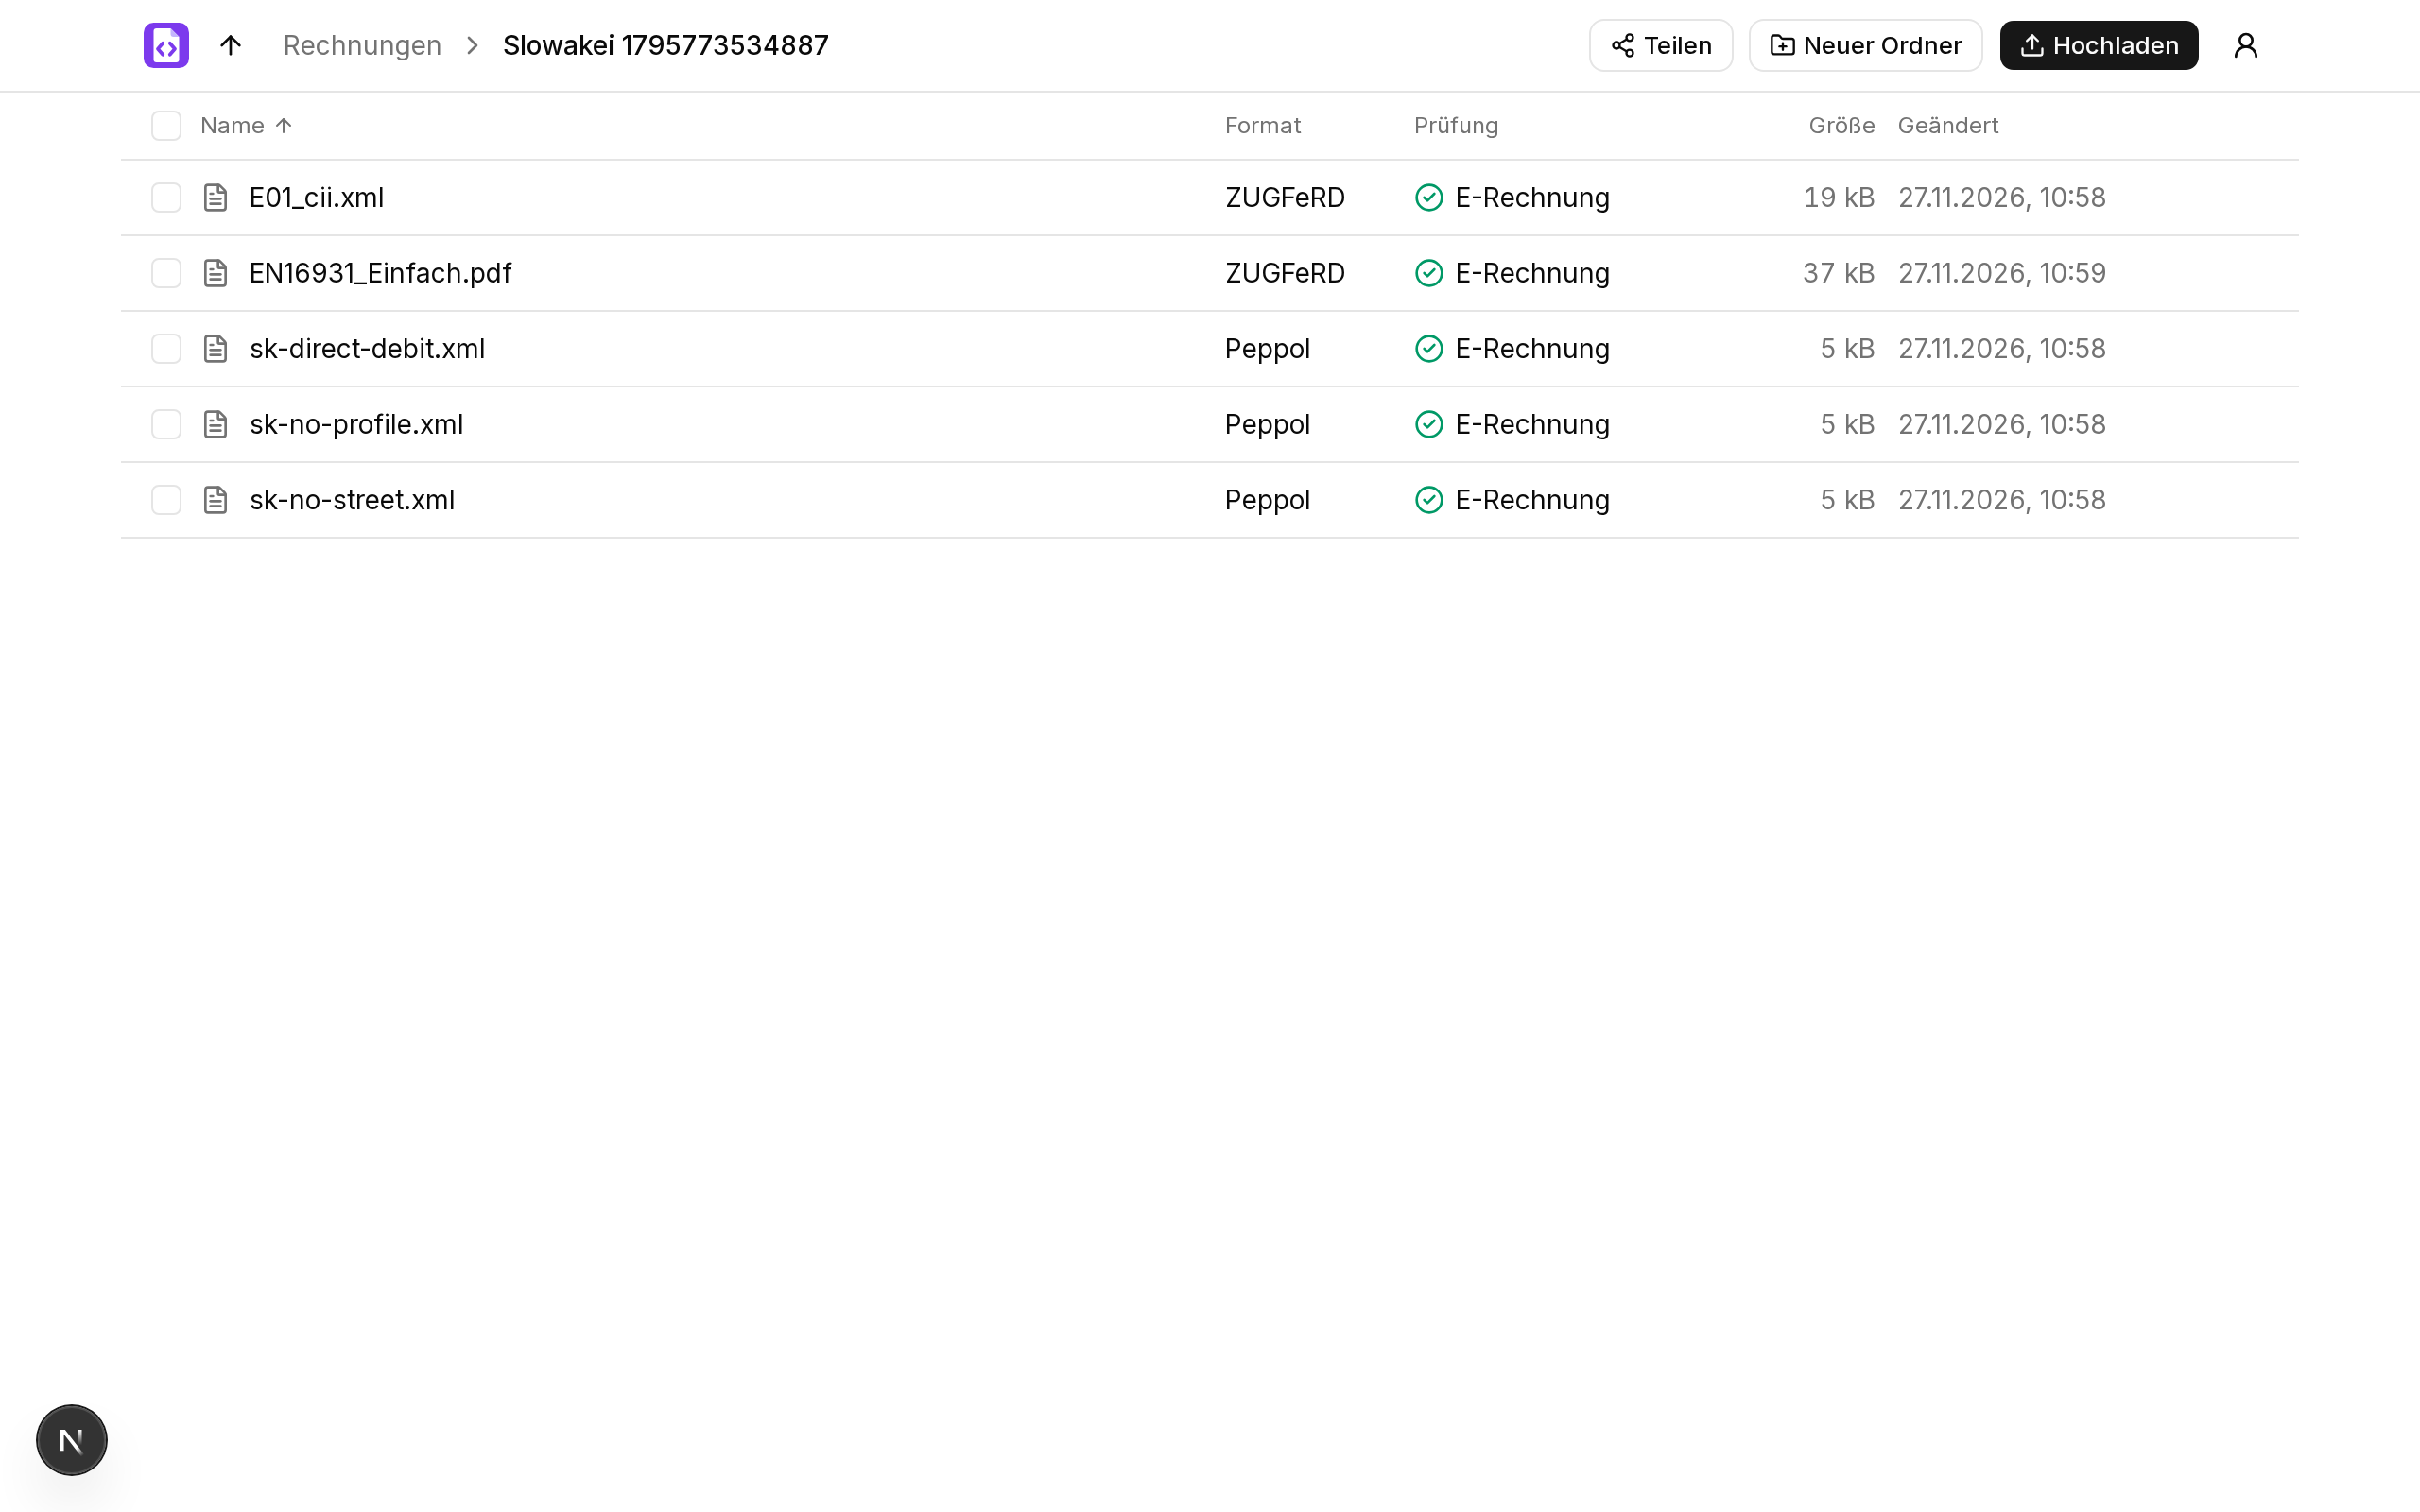 Rechnungen > Slowakei 1795773534887
Teilen Neuer Ordner Hochladen
Name Format Prüfung Größe Geändert
E01_cii.xml ZUGFeRD E-Rechnung 19 kB 27.11.2026, 10:58
EN16931_Einfach.pdf ZUGFeRD E-Rechnung 37 kB 27.11.2026, 10:59
sk-direct-debit.xml Peppol E-Rechnung 5 kB 27.11.2026, 10:58
sk-no-profile.xml Peppol E-Rechnung 5 kB 27.11.2026, 10:58
sk-no-street.xml Peppol E-Rechnung 5 kB 27.11.2026, 10:58
N